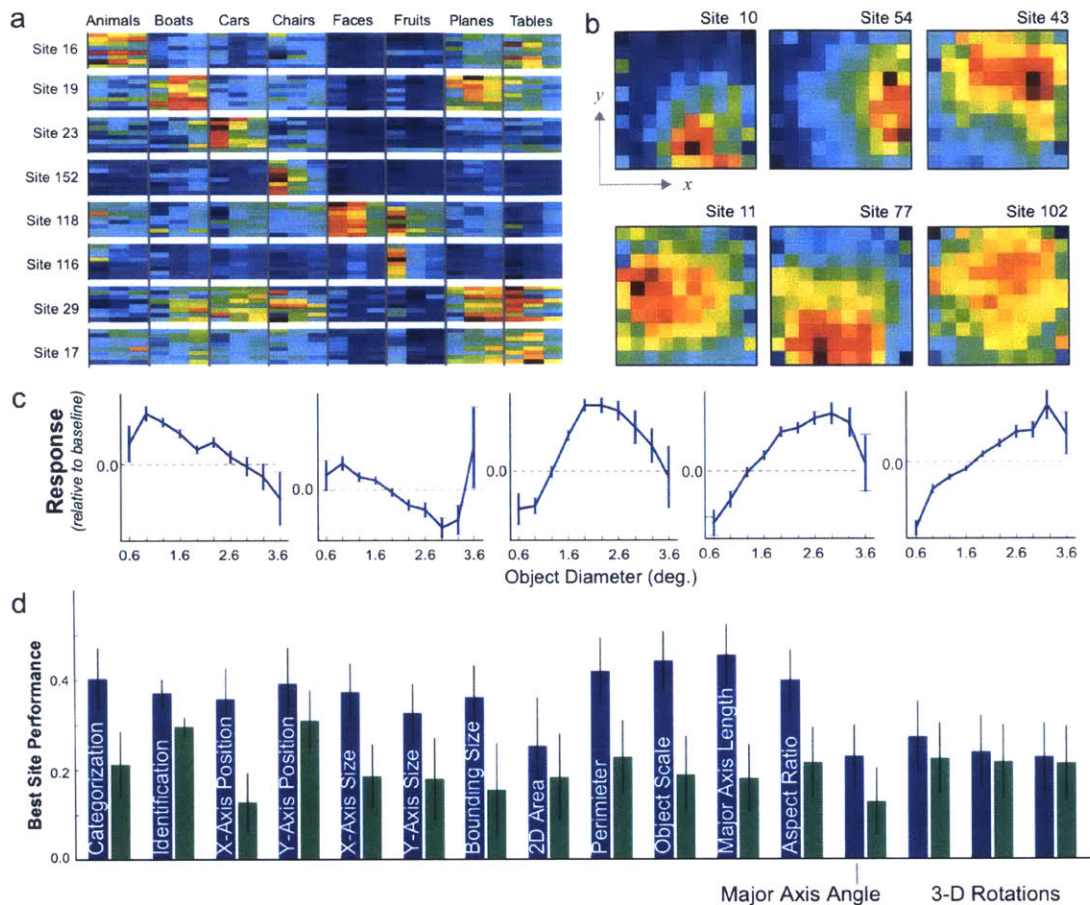 a
Animals Boats Cars Chairs Faces Fruits Planes Tables
Site 16
Site 19
Site 23
Site 152
Site 118
Site 116
Site 29
Site 17
b
Site 10 Site 54 Site 43
y
x
Site 11 Site 77 Site 102
c
Response
(relative to baseline)
0.0 0.0 0.0 0.0 0.0
0.6 1.6 2.6 3.6 0.6 1.6 2.6 3.6 0.6 1.6 2.6 3.6 0.6 1.6 2.6 3.6 0.6 1.6 2.6 3.6
Object Diameter (deg.)
d
Best Site Performance
0.4
0.2
0.0
Categorization
Identification
X-Axis Position
Y-Axis Position
X-Axis Size
Y-Axis Size
Bounding Size
2D Area
Perimieter
Object Scale
Major Axis Length
Aspect Ratio
Major Axis Angle
3-D Rotations